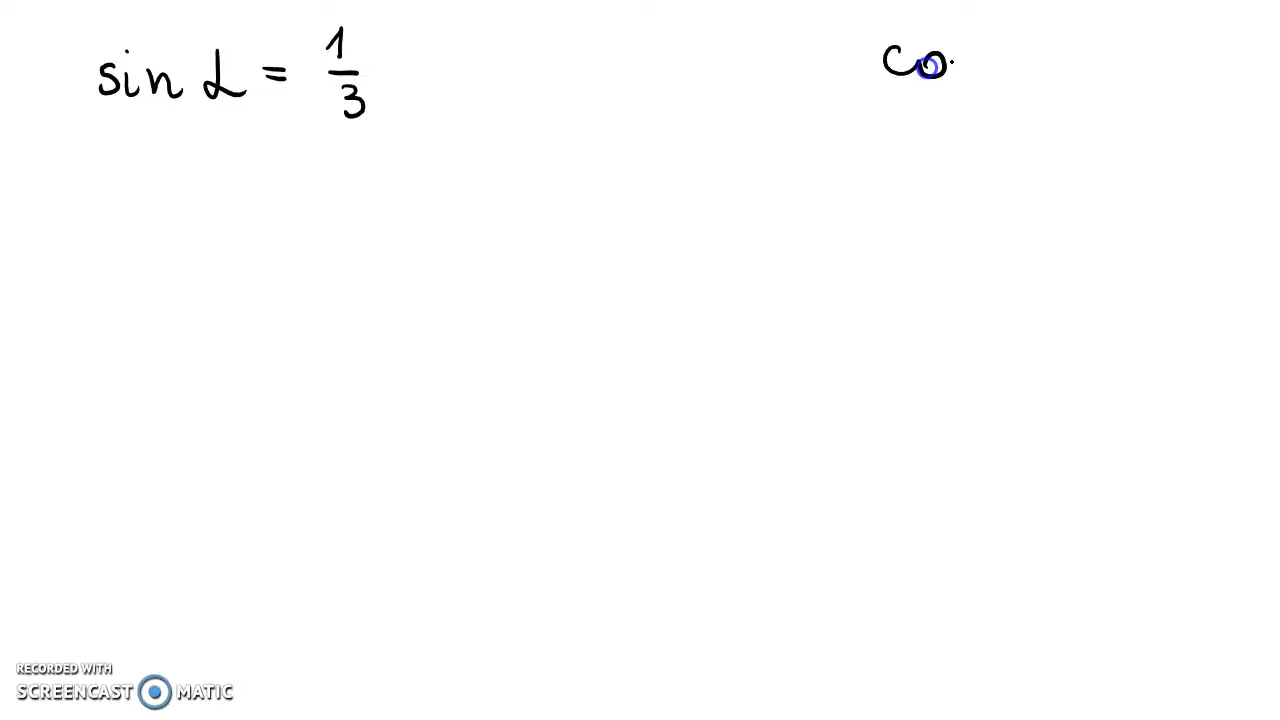 sin α = 1/3
co
RECORDED WITH
SCREENCAST MATIC